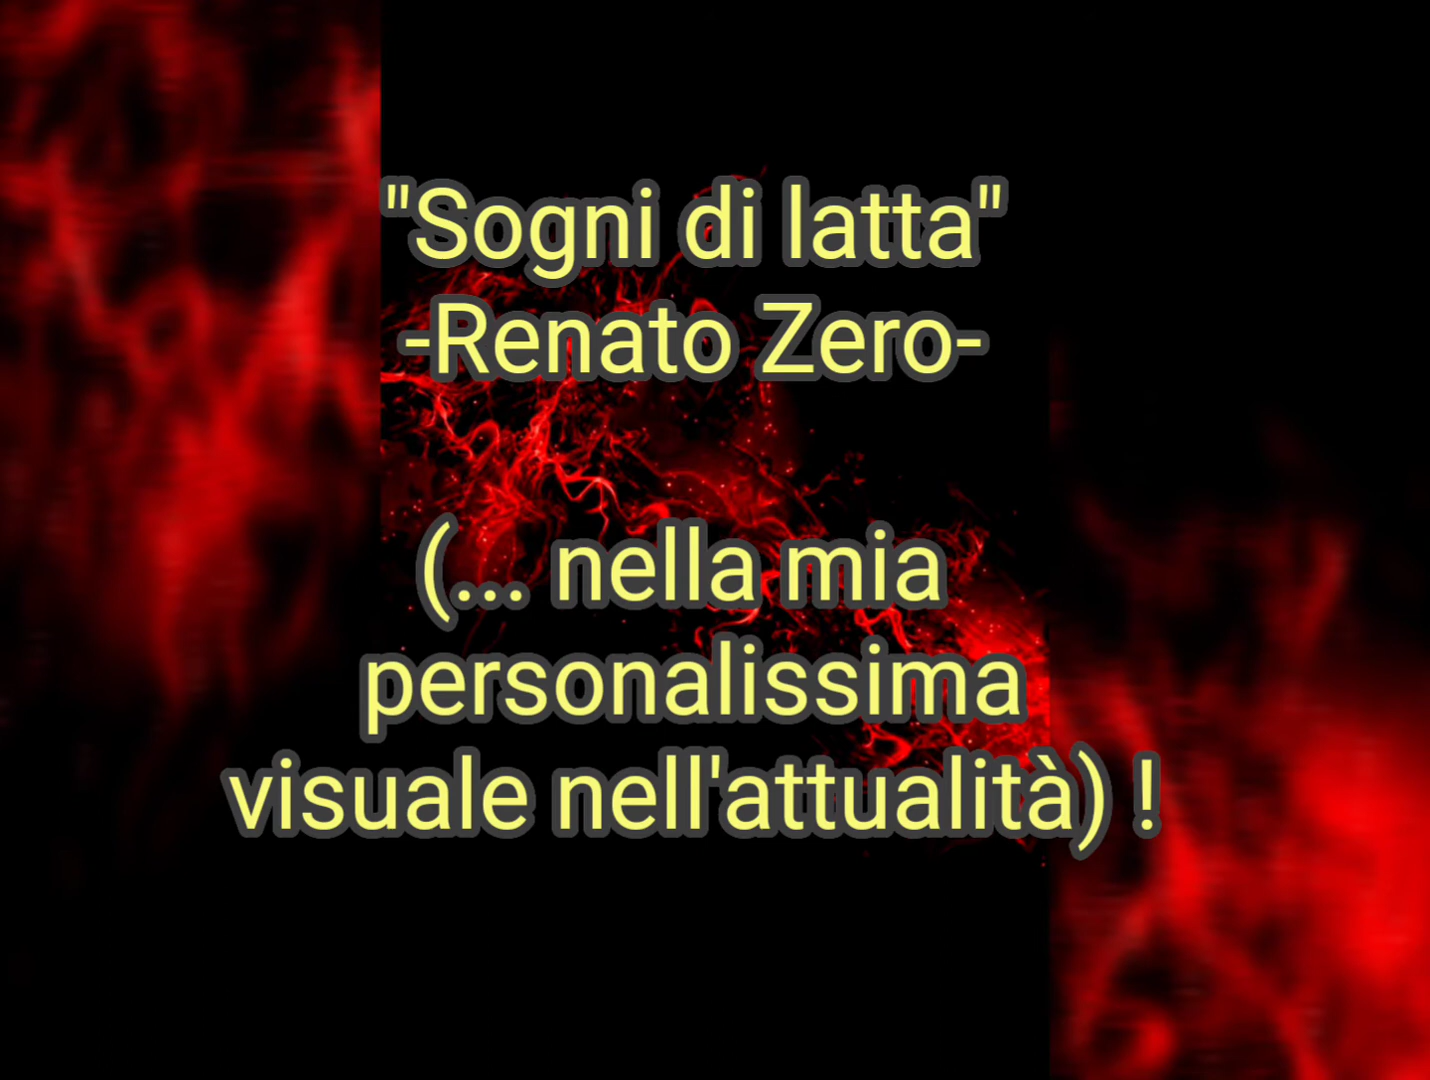 "Sogni di latta"
-Renato Zero-
(... nella mia
personalissima
visuale nell'attualità) !